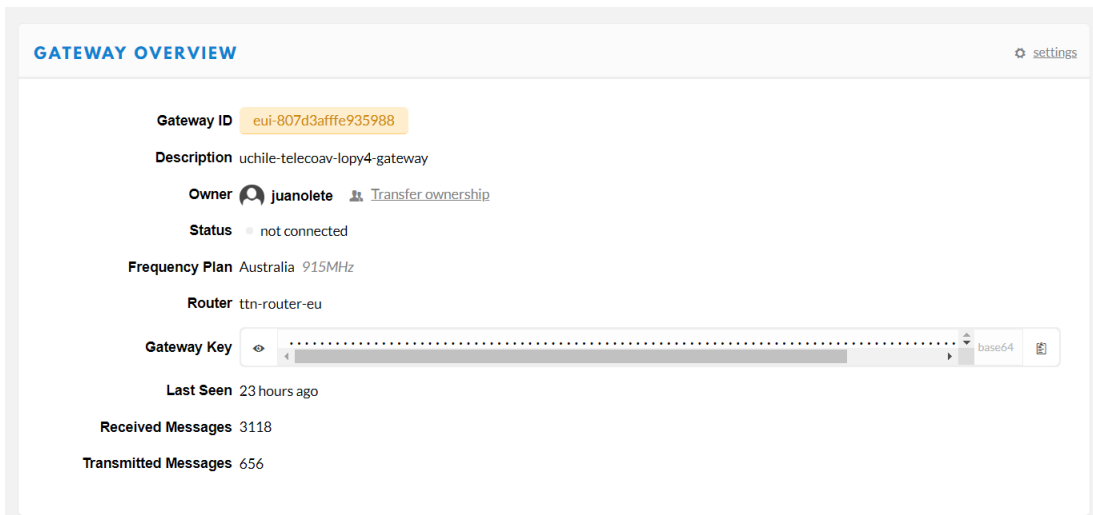 GATEWAY OVERVIEW settings
Gateway ID eui-807d3afffe935988
Description uchile-telecoav-lopy4-gateway
Owner juanolete Transfer ownership
Status not connected
Frequency Plan Australia 915MHz
Router ttn-router-eu
Gateway Key base64
Last Seen 23 hours ago
Received Messages 3118
Transmitted Messages 656